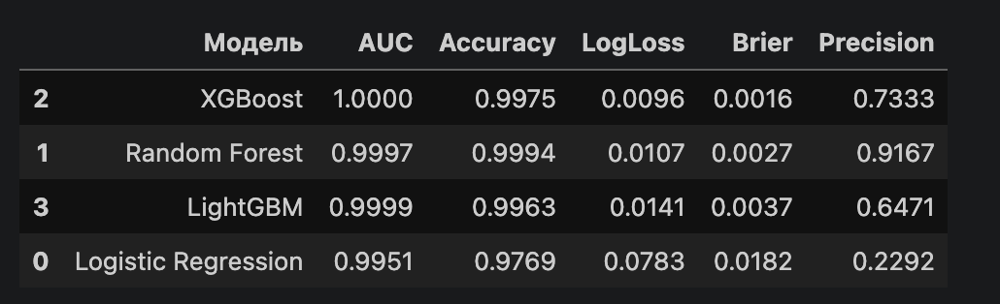 Модель AUC Accuracy LogLoss Brier Precision
2 XGBoost 1.0000 0.9975 0.0096 0.0016 0.7333
1 Random Forest 0.9997 0.9994 0.0107 0.0027 0.9167
3 LightGBM 0.9999 0.9963 0.0141 0.0037 0.6471
0 Logistic Regression 0.9951 0.9769 0.0783 0.0182 0.2292